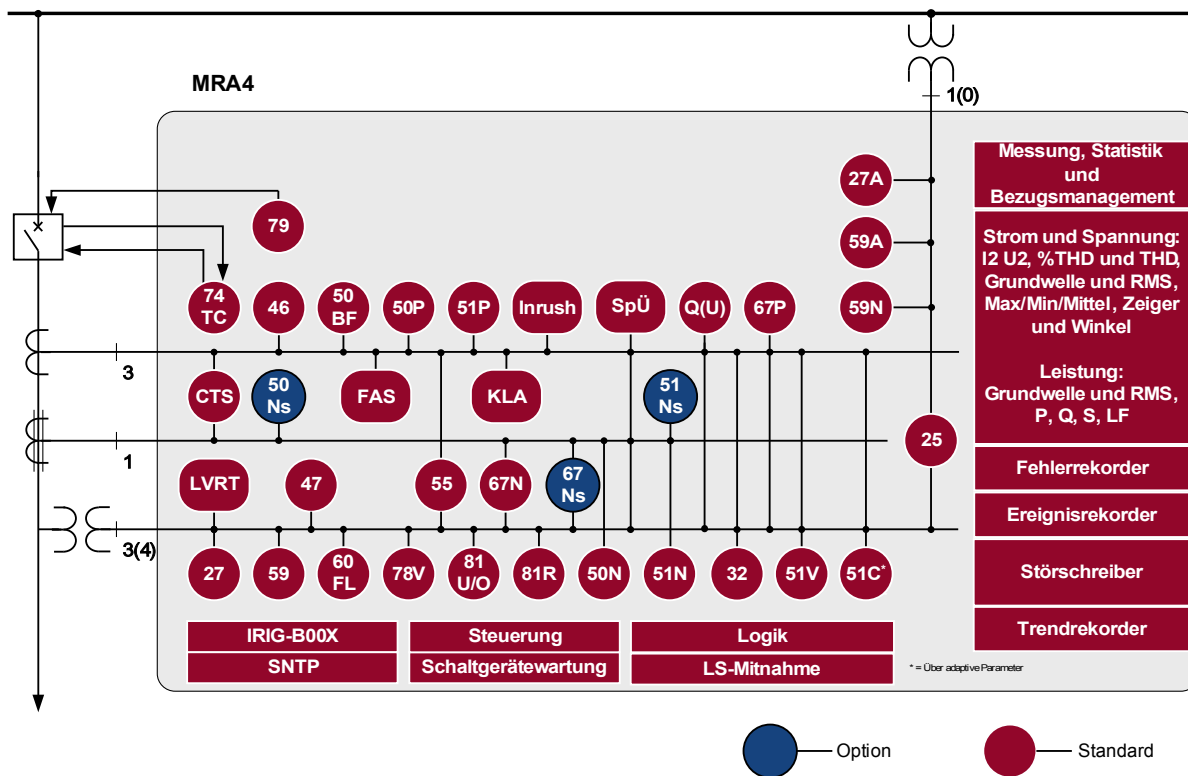 MRA4
1(0)
27A
Messung, Statistik
und
Bezugsmanagement
79
59A
Strom und Spannung:
I2 U2, %THD und THD,
Grundwelle und RMS,
Max/Min/Mittel, Zeiger
und Winkel
Leistung:
Grundwelle und RMS,
P, Q, S, LF
74
TC
46
50
BF
50P
51P
Inrush
SpÜ
Q(U)
67P
59N
3
CTS
50
Ns
FAS
KLA
51
Ns
25
1
LVRT
47
55
67N
67
Ns
Fehlerrekorder
Ereignisrekorder
3(4)
27
59
60
FL
78V
81
U/O
81R
50N
51N
32
51V
51C*
Störschreiber
Trendrekorder
IRIG-B00X
Steuerung
Logik
SNTP
Schaltgerätewartung
LS-Mitnahme
* = Über adaptive Parameter
Option
Standard